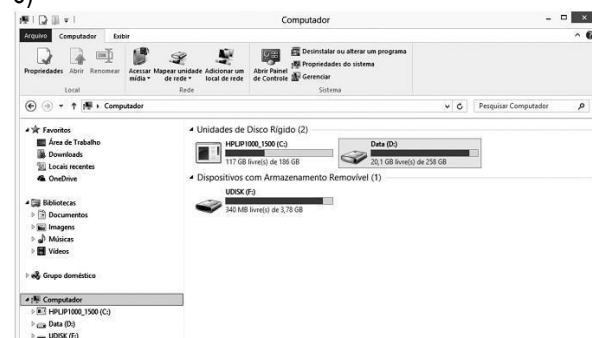 Computador
Arquivo Computador Exibir
Propriedades Abrir Renomear
Acessar mídia Mapear unidade de rede Adicionar um local de rede
Abrir Painel de Controle
Desinstalar ou alterar um programa
Propriedades do sistema
Gerenciar
Local Rede Sistema
Computador
Pesquisar Computador
Favoritos
Área de Trabalho
Downloads
Locais recentes
OneDrive
Bibliotecas
Documentos
Imagens
Músicas
Vídeos
Grupo doméstico
Computador
HPLJP1000_1500 (C:)
Data (D:)
UDISK (F:)
Unidades de Disco Rígido (2)
HPLJP1000_1500 (C:)
117 GB livre(s) de 186 GB
Data (D:)
20,1 GB livre(s) de 258 GB
Dispositivos com Armazenamento Removível (1)
UDISK (F:)
340 MB livre(s) de 3,78 GB